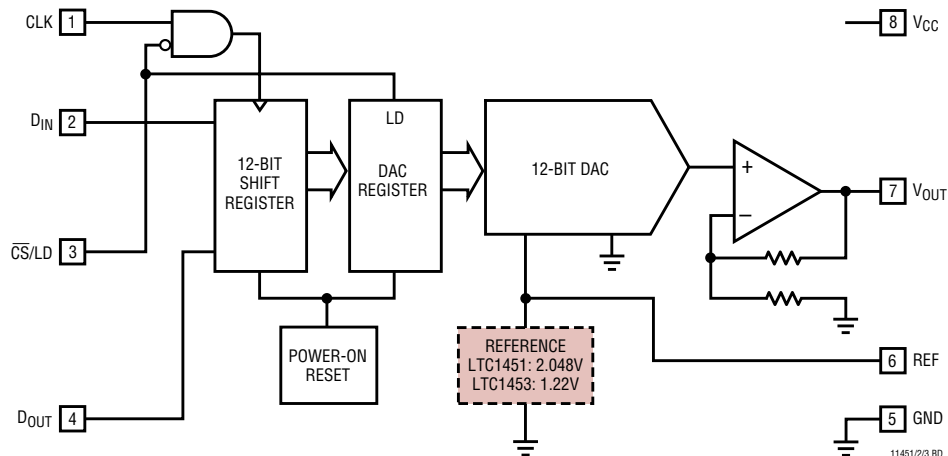 CLK 1
8 VCC
DIN 2
LD
12-BIT
SHIFT
REGISTER
DAC
REGISTER
12-BIT DAC
+
–
7 VOUT
C̅S̅/LD 3
POWER-ON
RESET
REFERENCE
LTC1451: 2.048V
LTC1453: 1.22V
6 REF
DOUT 4
5 GND
11451/2/3 BD